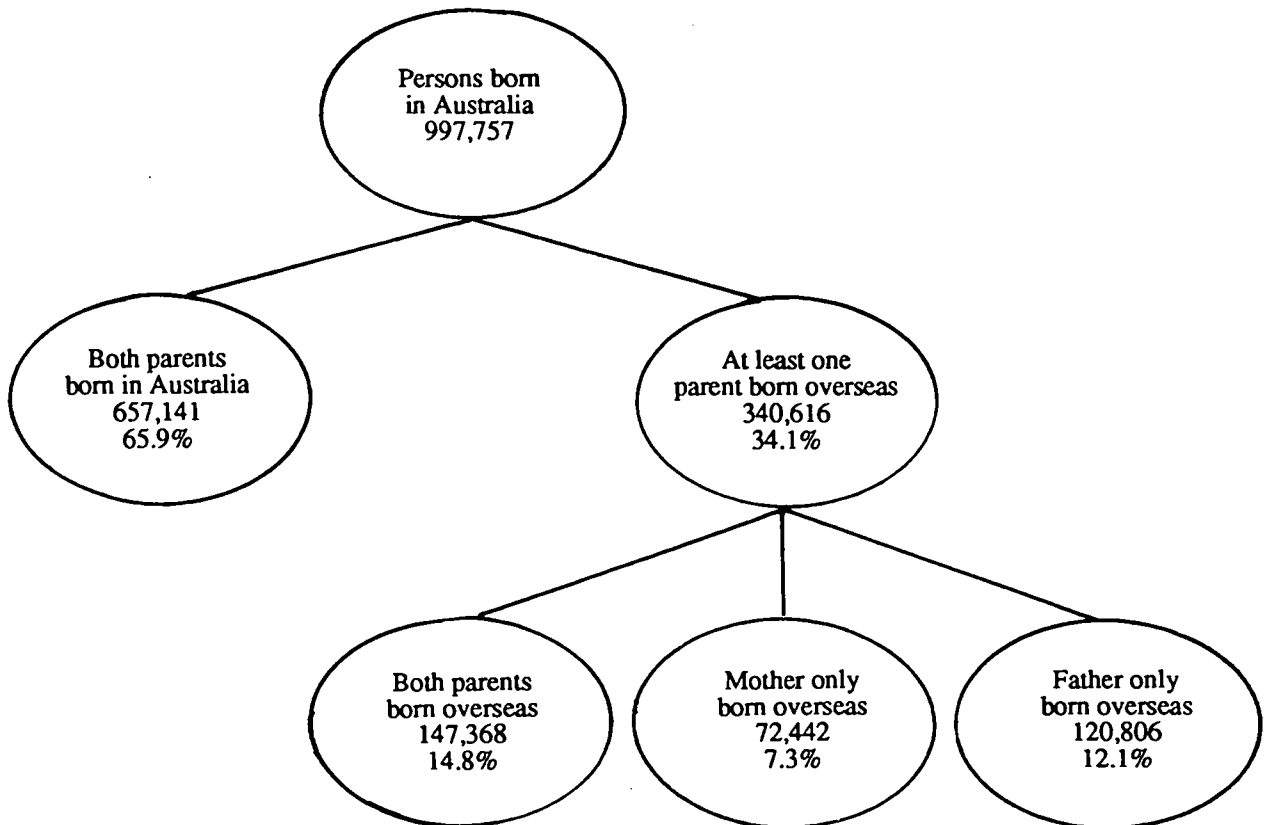 Persons born
in Australia
997,757
Both parents
born in Australia
657,141
65.9%
At least one
parent born overseas
340,616
34.1%
Both parents
born overseas
147,368
14.8%
Mother only
born overseas
72,442
7.3%
Father only
born overseas
120,806
12.1%